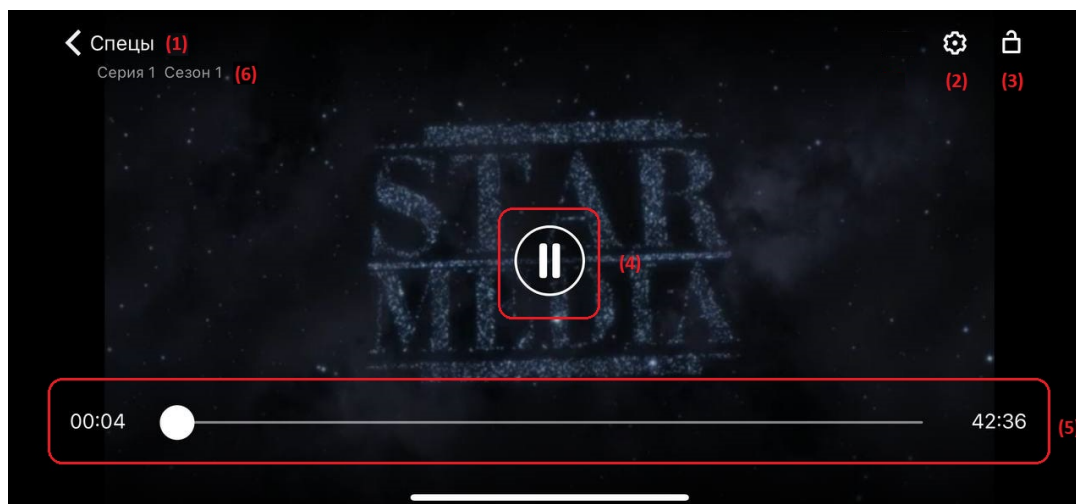 Спецы (1)
Серия 1 Сезон 1 (6)
(2) (3)
STAR
MEDIA
(4)
00:04 42:36 (5)